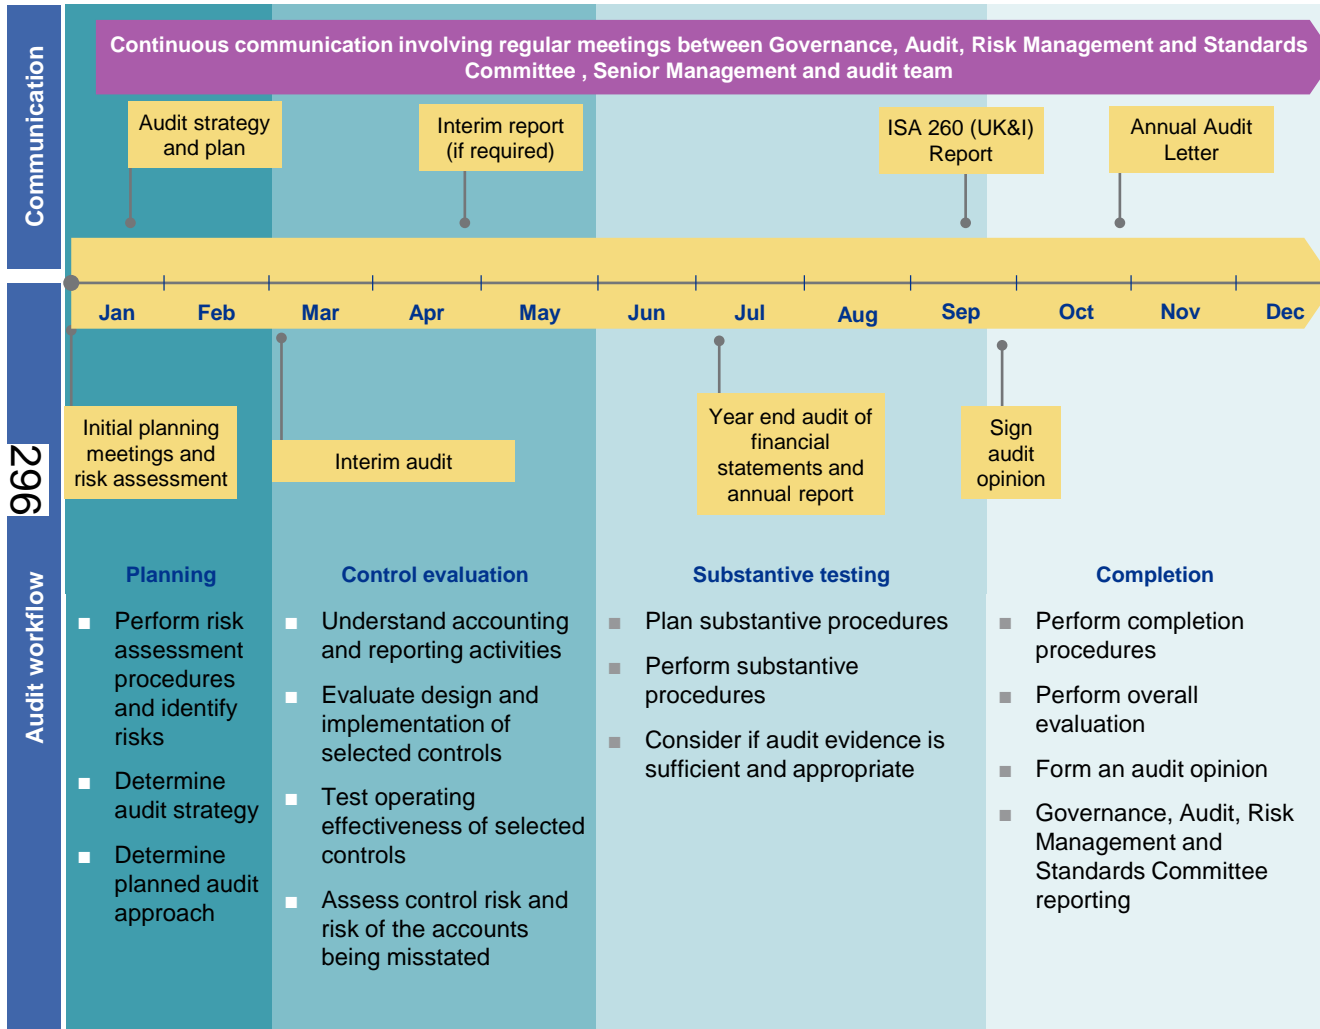 Communication
Continuous communication involving regular meetings between Governance, Audit, Risk Management and Standards
Committee , Senior Management and audit team
Audit strategy
and plan
Interim report
(if required)
ISA 260 (UK&I)
Report
Annual Audit
Letter
Jan Feb Mar Apr May Jun Jul Aug Sep Oct Nov Dec
Initial planning
meetings and
risk assessment
Interim audit
Year end audit of
financial
statements and
annual report
Sign
audit
opinion
296
Audit workflow
Planning
Perform risk
assessment
procedures
and identify
risks
Determine
audit strategy
Determine
planned audit
approach
Control evaluation
Understand accounting
and reporting activities
Evaluate design and
implementation of
selected controls
Test operating
effectiveness of selected
controls
Assess control risk and
risk of the accounts
being misstated
Substantive testing
Plan substantive procedures
Perform substantive
procedures
Consider if audit evidence is
sufficient and appropriate
Completion
Perform completion
procedures
Perform overall
evaluation
Form an audit opinion
Governance, Audit, Risk
Management and
Standards Committee
reporting